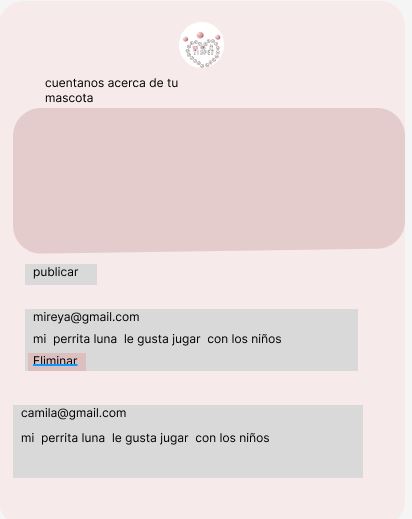 cuentanos acerca de tu
mascota
publicar
mireya@gmail.com
mi perrita luna le gusta jugar con los niños
Eliminar
camila@gmail.com
mi perrita luna le gusta jugar con los niños